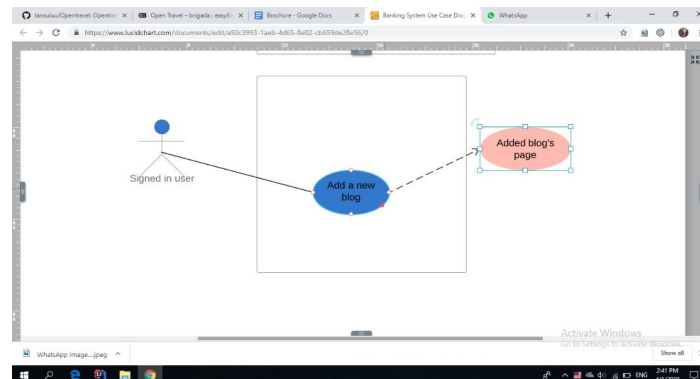 tansuluu/Opentravel: Opentra
Open Travel – brigada
Brochure - Google Docs
Banking System Use Case Diag
WhatsApp
https://www.lucidchart.com/documents/edit/a92c3993-1aeb-4d65-8e02-cb659de28e56/0
Signed in user
Add a new
blog
Added blog's
page
Activate Windows
Go to Settings to activate Windows.
WhatsApp Image....jpeg
Show all
ENG
2:41 PM